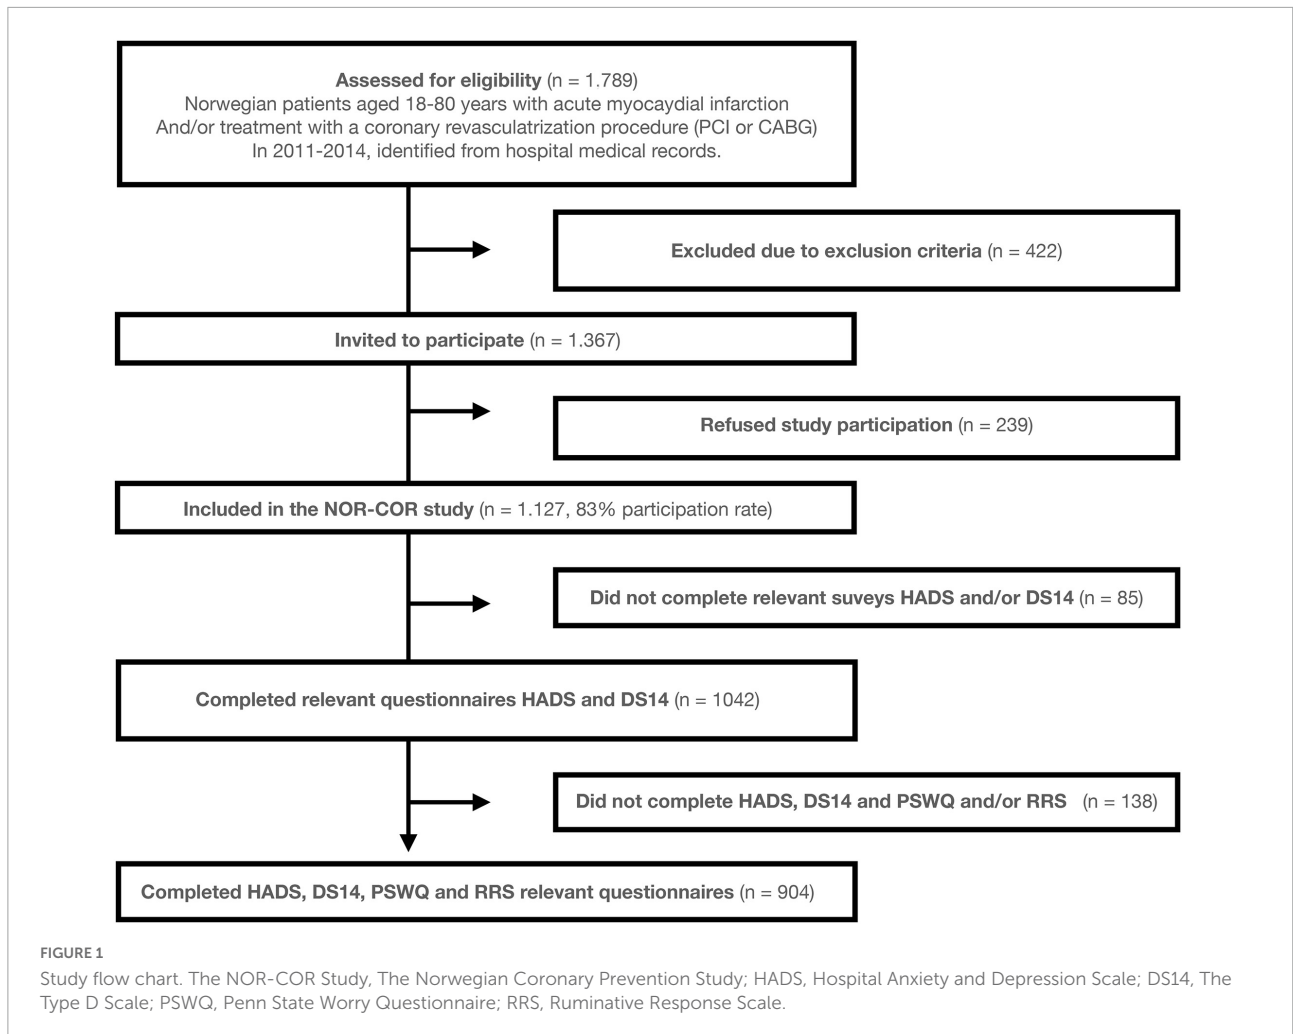 Assessed for eligibility (n = 1.789)
Norwegian patients aged 18-80 years with acute myocaydial infarction
And/or treatment with a coronary revasculatrization procedure (PCI or CABG)
In 2011-2014, identified from hospital medical records.
Excluded due to exclusion criteria (n = 422)
Invited to participate (n = 1.367)
Refused study participation (n = 239)
Included in the NOR-COR study (n = 1.127, 83% participation rate)
Did not complete relevant suveys HADS and/or DS14 (n = 85)
Completed relevant questionnaires HADS and DS14 (n = 1042)
Did not complete HADS, DS14 and PSWQ and/or RRS (n = 138)
Completed HADS, DS14, PSWQ and RRS relevant questionnaires (n = 904)
FIGURE 1
Study flow chart. The NOR-COR Study, The Norwegian Coronary Prevention Study; HADS, Hospital Anxiety and Depression Scale; DS14, The
Type D Scale; PSWQ, Penn State Worry Questionnaire; RRS, Ruminative Response Scale.